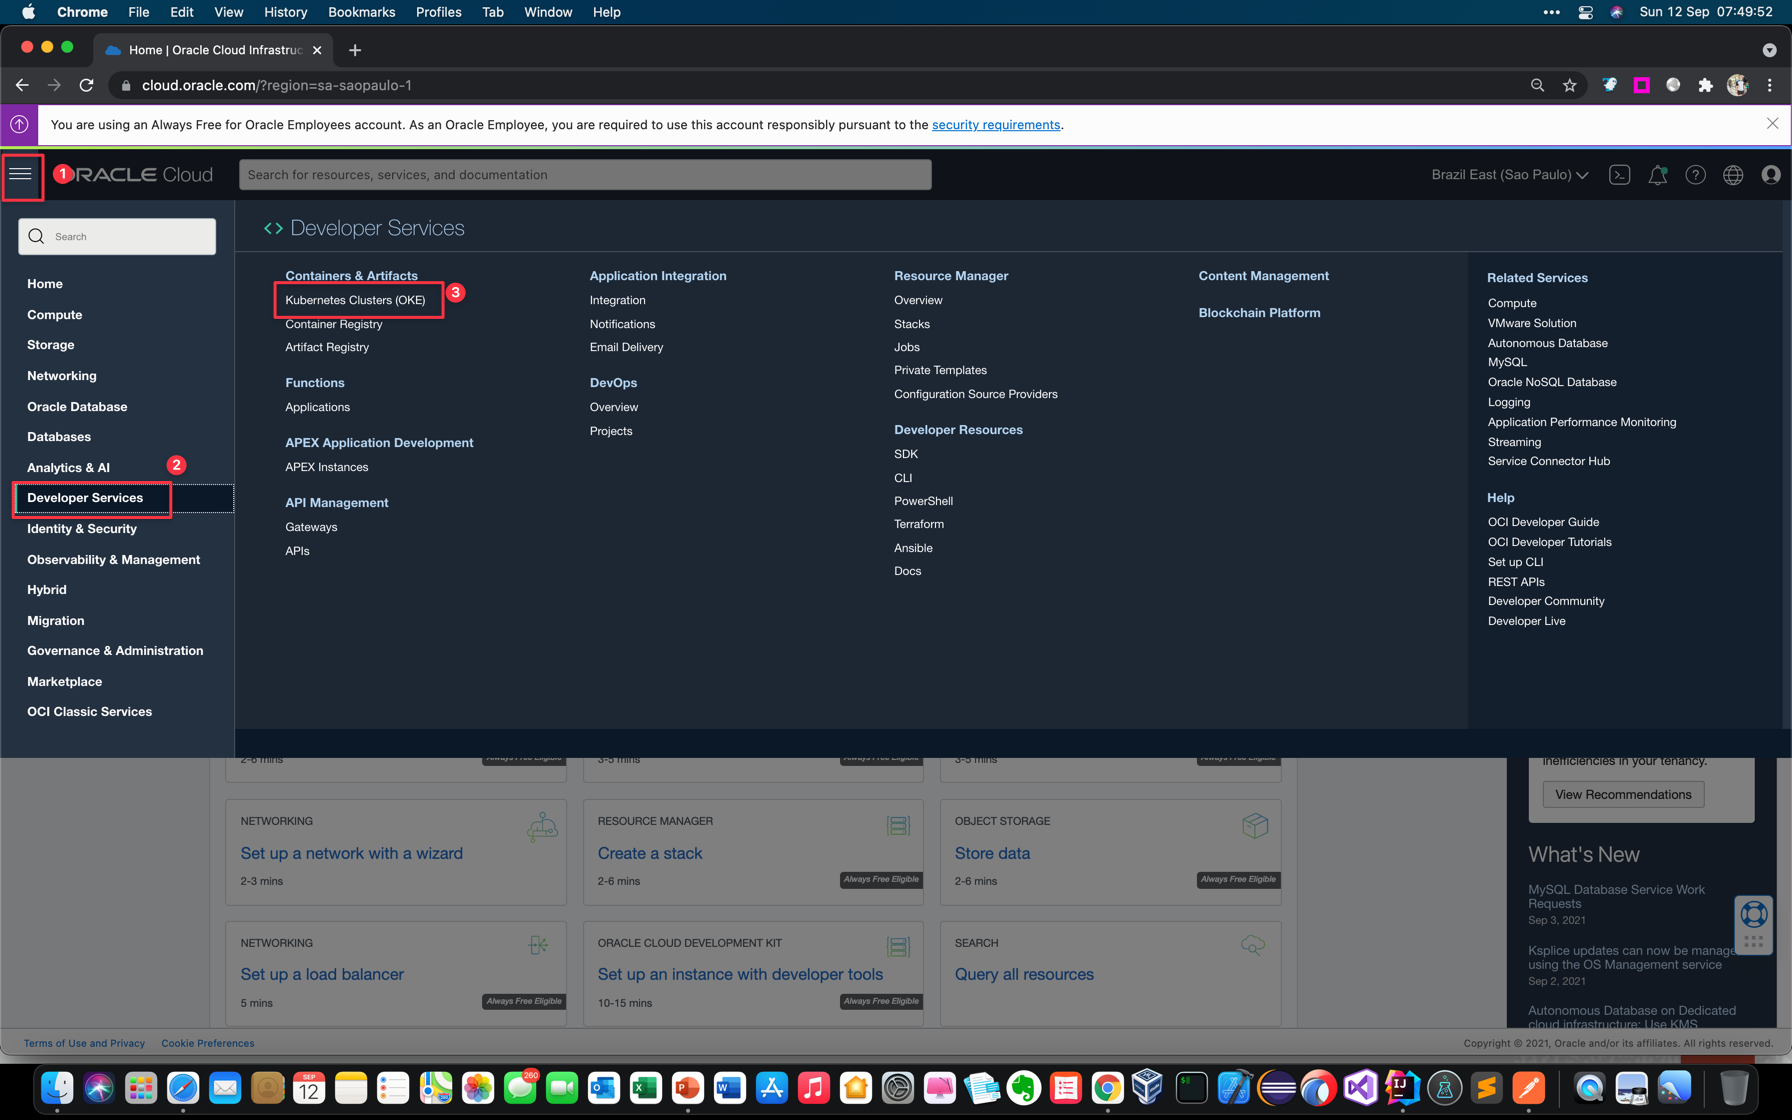 Chrome File Edit View History Bookmarks Profiles Tab Window Help
Sun 12 Sep 07:49:52
Home | Oracle Cloud Infrastruc
cloud.oracle.com/?region=sa-saopaulo-1
You are using an Always Free for Oracle Employees account. As an Oracle Employee, you are required to use this account responsibly pursuant to the security requirements.
1
RACLE Cloud
Search for resources, services, and documentation
Brazil East (Sao Paulo)
Search
Home
Compute
Storage
Networking
Oracle Database
Databases
Analytics & AI
2
Developer Services
Identity & Security
Observability & Management
Hybrid
Migration
Governance & Administration
Marketplace
OCI Classic Services
Developer Services
Containers & Artifacts
Kubernetes Clusters (OKE)
3
Container Registry
Artifact Registry
Functions
Applications
APEX Application Development
APEX Instances
API Management
Gateways
APIs
Application Integration
Integration
Notifications
Email Delivery
DevOps
Overview
Projects
Resource Manager
Overview
Stacks
Jobs
Private Templates
Configuration Source Providers
Developer Resources
SDK
CLI
PowerShell
Terraform
Ansible
Docs
Content Management
Blockchain Platform
Related Services
Compute
VMware Solution
Autonomous Database
MySQL
Oracle NoSQL Database
Logging
Application Performance Monitoring
Streaming
Service Connector Hub
Help
OCI Developer Guide
OCI Developer Tutorials
Set up CLI
REST APIs
Developer Community
Developer Live
2-6 mins
Always Free Eligible
3-5 mins
Always Free Eligible
3-5 mins
Always Free Eligible
NETWORKING
Set up a network with a wizard
2-3 mins
RESOURCE MANAGER
Create a stack
2-6 mins
Always Free Eligible
OBJECT STORAGE
Store data
2-6 mins
Always Free Eligible
NETWORKING
Set up a load balancer
5 mins
Always Free Eligible
ORACLE CLOUD DEVELOPMENT KIT
Set up an instance with developer tools
10-15 mins
Always Free Eligible
SEARCH
Query all resources
inefficiencies in your tenancy.
View Recommendations
What's New
MySQL Database Service Work
Requests
Sep 3, 2021
Ksplice updates can now be manage
using the OS Management service
Sep 2, 2021
Autonomous Database on Dedicated
cloud infrastructure: Use KMS
Terms of Use and Privacy
Cookie Preferences
Copyright © 2021, Oracle and/or its affiliates. All rights reserved.
SEP
12
260